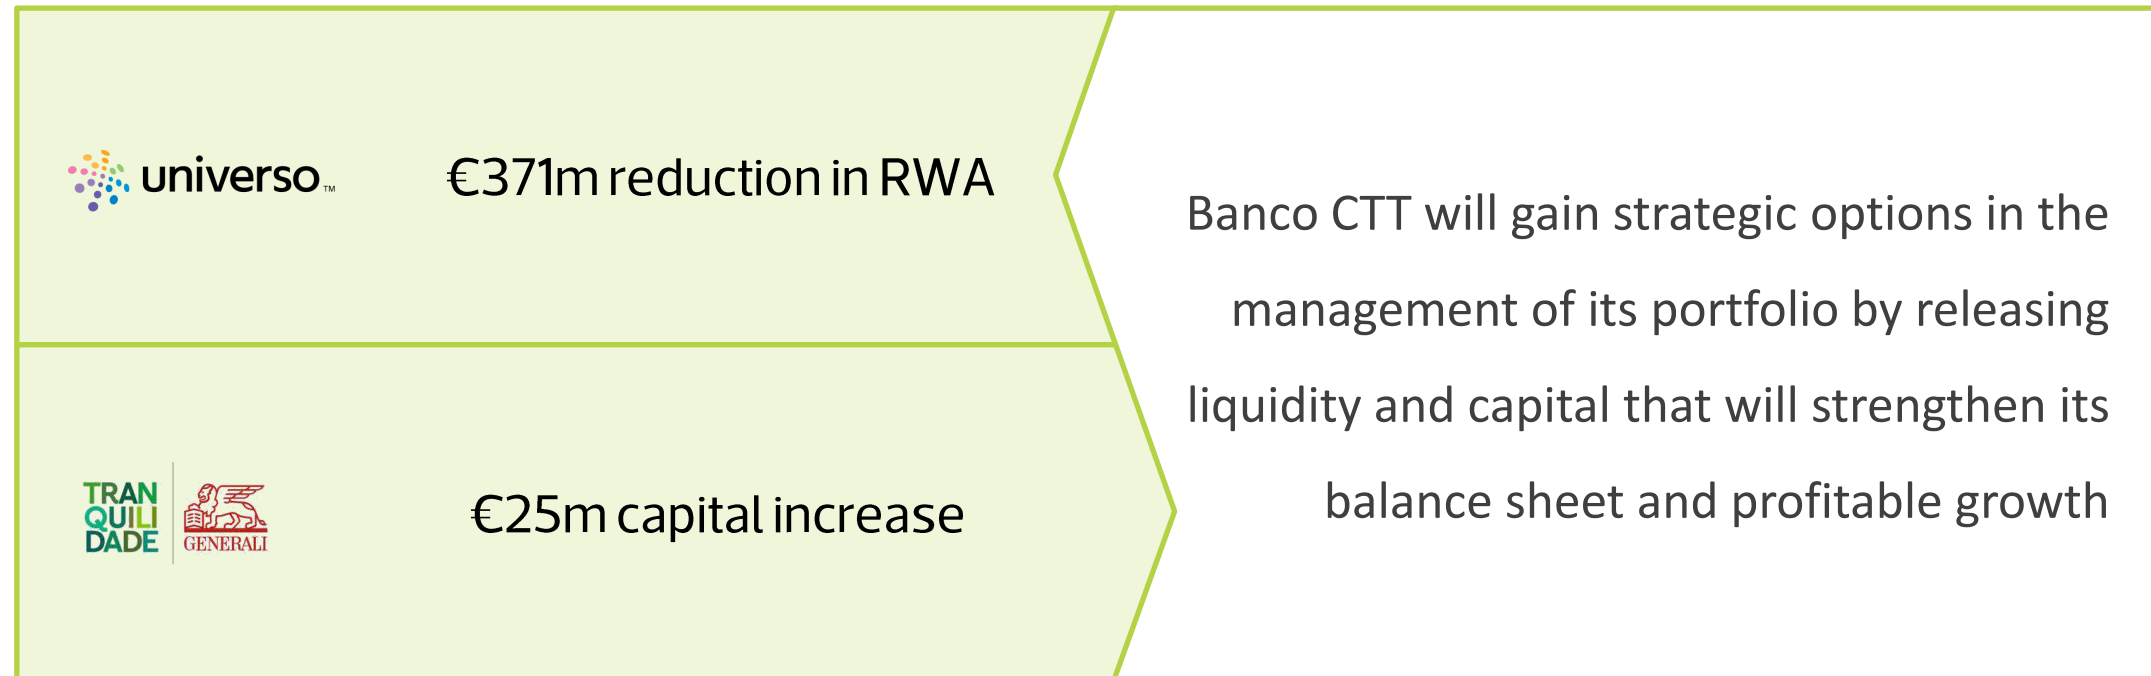 universo™
€371m reduction in RWA
TRAN
QUILI
DADE
GENERALI
€25m capital increase
Banco CTT will gain strategic options in the
management of its portfolio by releasing
liquidity and capital that will strengthen its
balance sheet and profitable growth